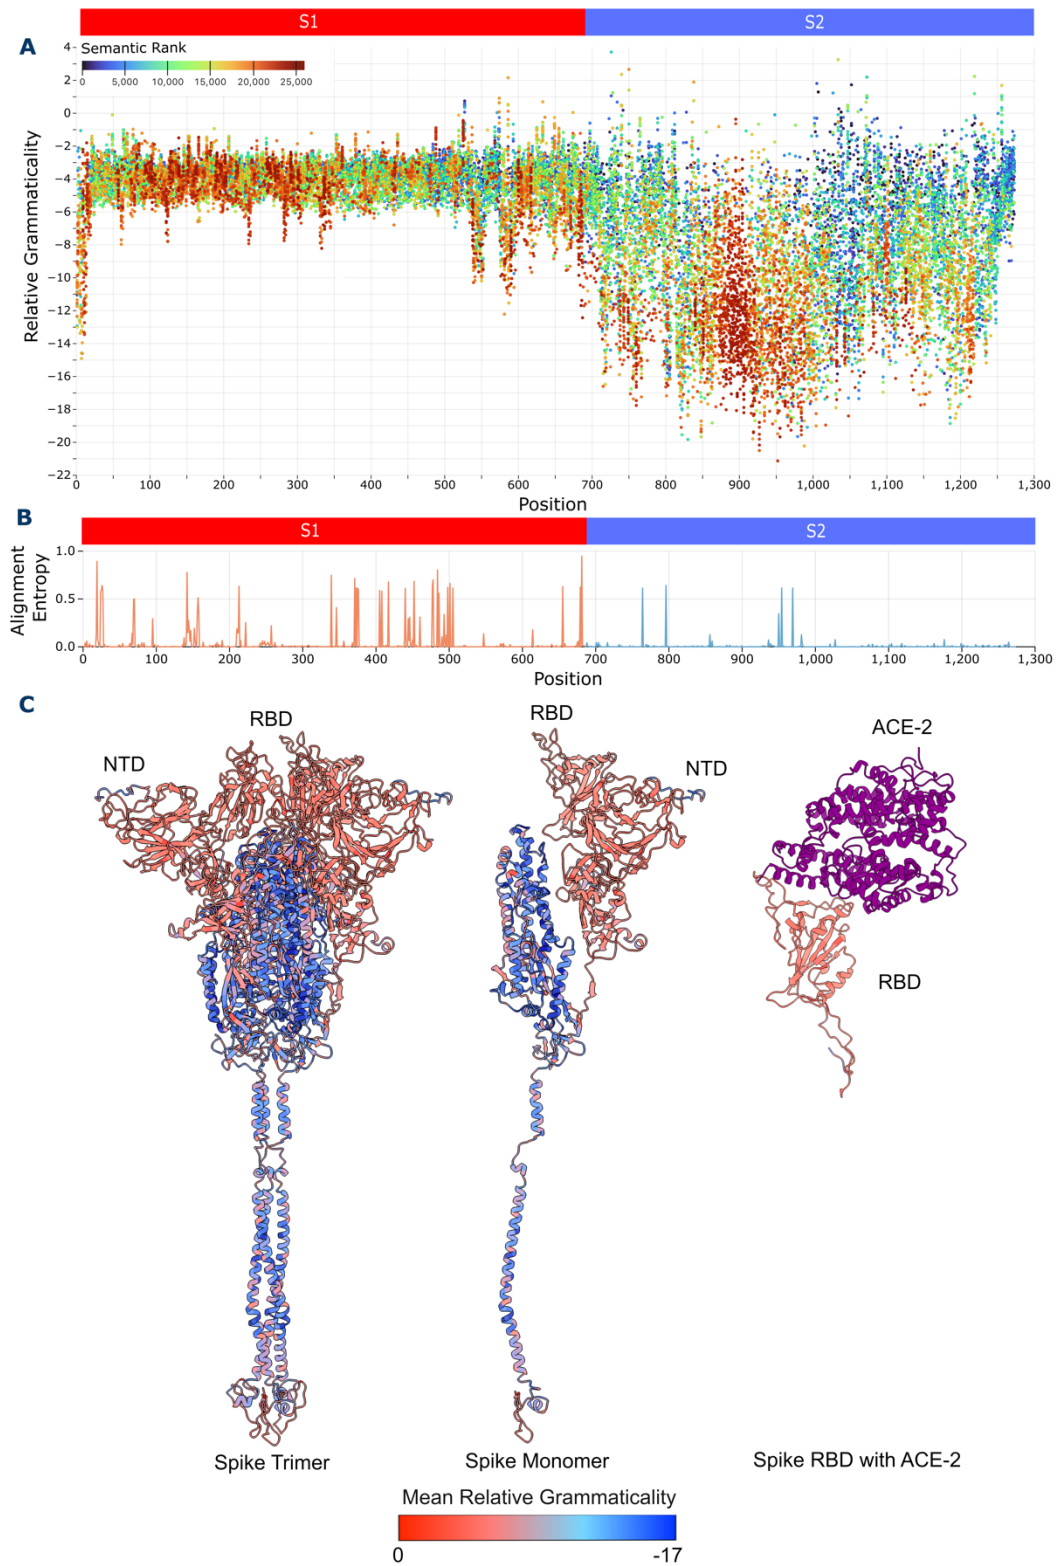 S1 S2
A
Semantic Rank
0 5,000 10,000 15,000 20,000 25,000
Relative Grammaticality
4
2
0
−2
−4
−6
−8
−10
−12
−14
−16
−18
−20
−22
0 100 200 300 400 500 600 700 800 900 1,000 1,100 1,200 1,300
Position
B
S1 S2
Alignment
Entropy
1.0
0.5
0.0
0 100 200 300 400 500 600 700 800 900 1,000 1,100 1,200 1,300
Position
C
NTD RBD RBD NTD ACE-2
RBD
Spike Trimer Spike Monomer Spike RBD with ACE-2
Mean Relative Grammaticality
0 -17